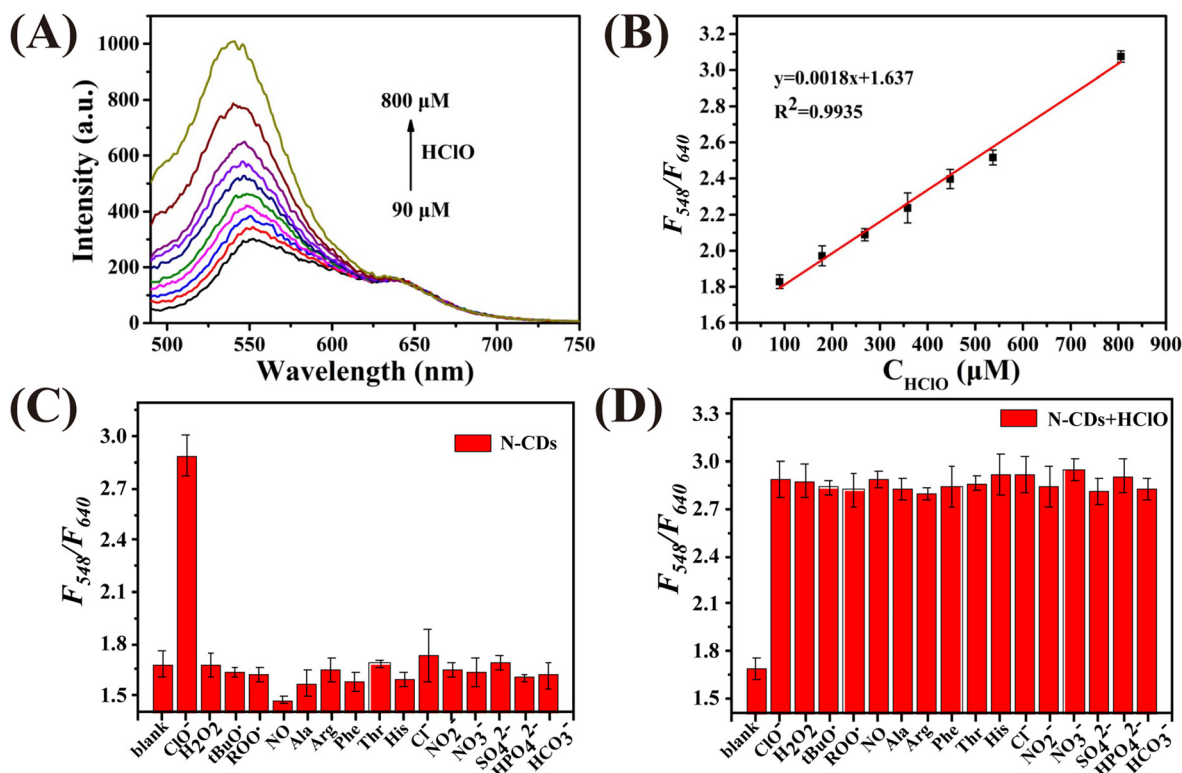 (A)
1000
800
600
400
200
0
Intensity (a.u.)
800 μM
HClO
90 μM
500 550 600 650 700 750
Wavelength (nm)
(B)
3.2
3.0
2.8
2.6
2.4
2.2
2.0
1.8
1.6
F548/F640
y=0.0018x+1.637
R²=0.9935
0 100 200 300 400 500 600 700 800 900
C_HClO (μM)
(C)
3.0
2.7
2.4
2.1
1.8
1.5
F548/F640
N-CDs
blank ClO⁻ H2O2 tBuO· ROO· NO Ala Arg Phe Thr His Cl⁻ NO2⁻ NO3⁻ SO4²⁻ HPO4²⁻ HCO3⁻
(D)
3.3
3.0
2.7
2.4
2.1
1.8
1.5
F548/F640
N-CDs+HClO
blank ClO⁻ H2O2 tBuO· ROO· NO Ala Arg Phe Thr His Cl⁻ NO2⁻ NO3⁻ SO4²⁻ HPO4²⁻ HCO3⁻